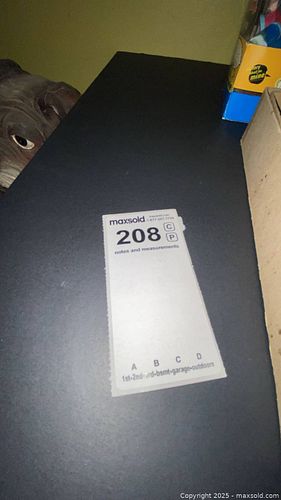 maxsold
208 C
P
notes and measurements
A B C D
1st-2nd-3rd-bsmt-garage-outdoors
Copyright © 2025 - maxsold.com